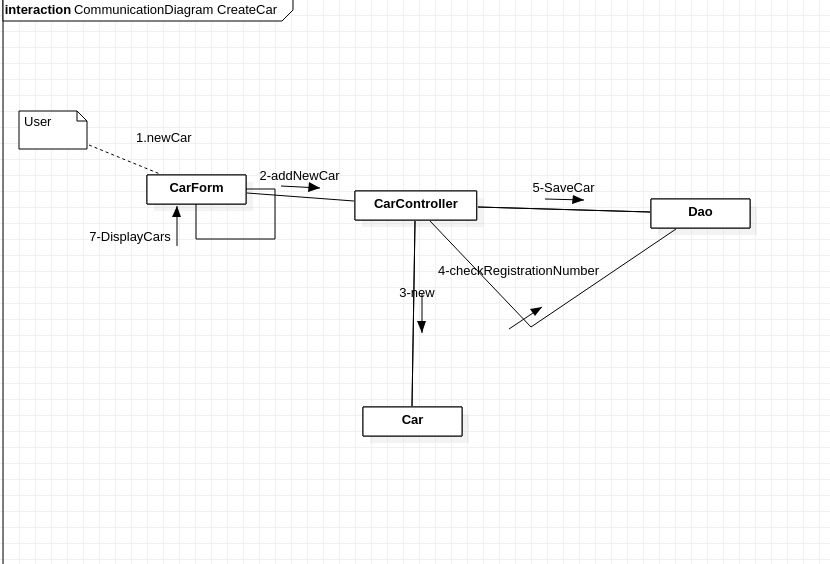 interaction CommunicationDiagram CreateCar
User
1.newCar
CarForm
2-addNewCar
CarController
5-SaveCar
Dao
7-DisplayCars
4-checkRegistrationNumber
3-new
Car